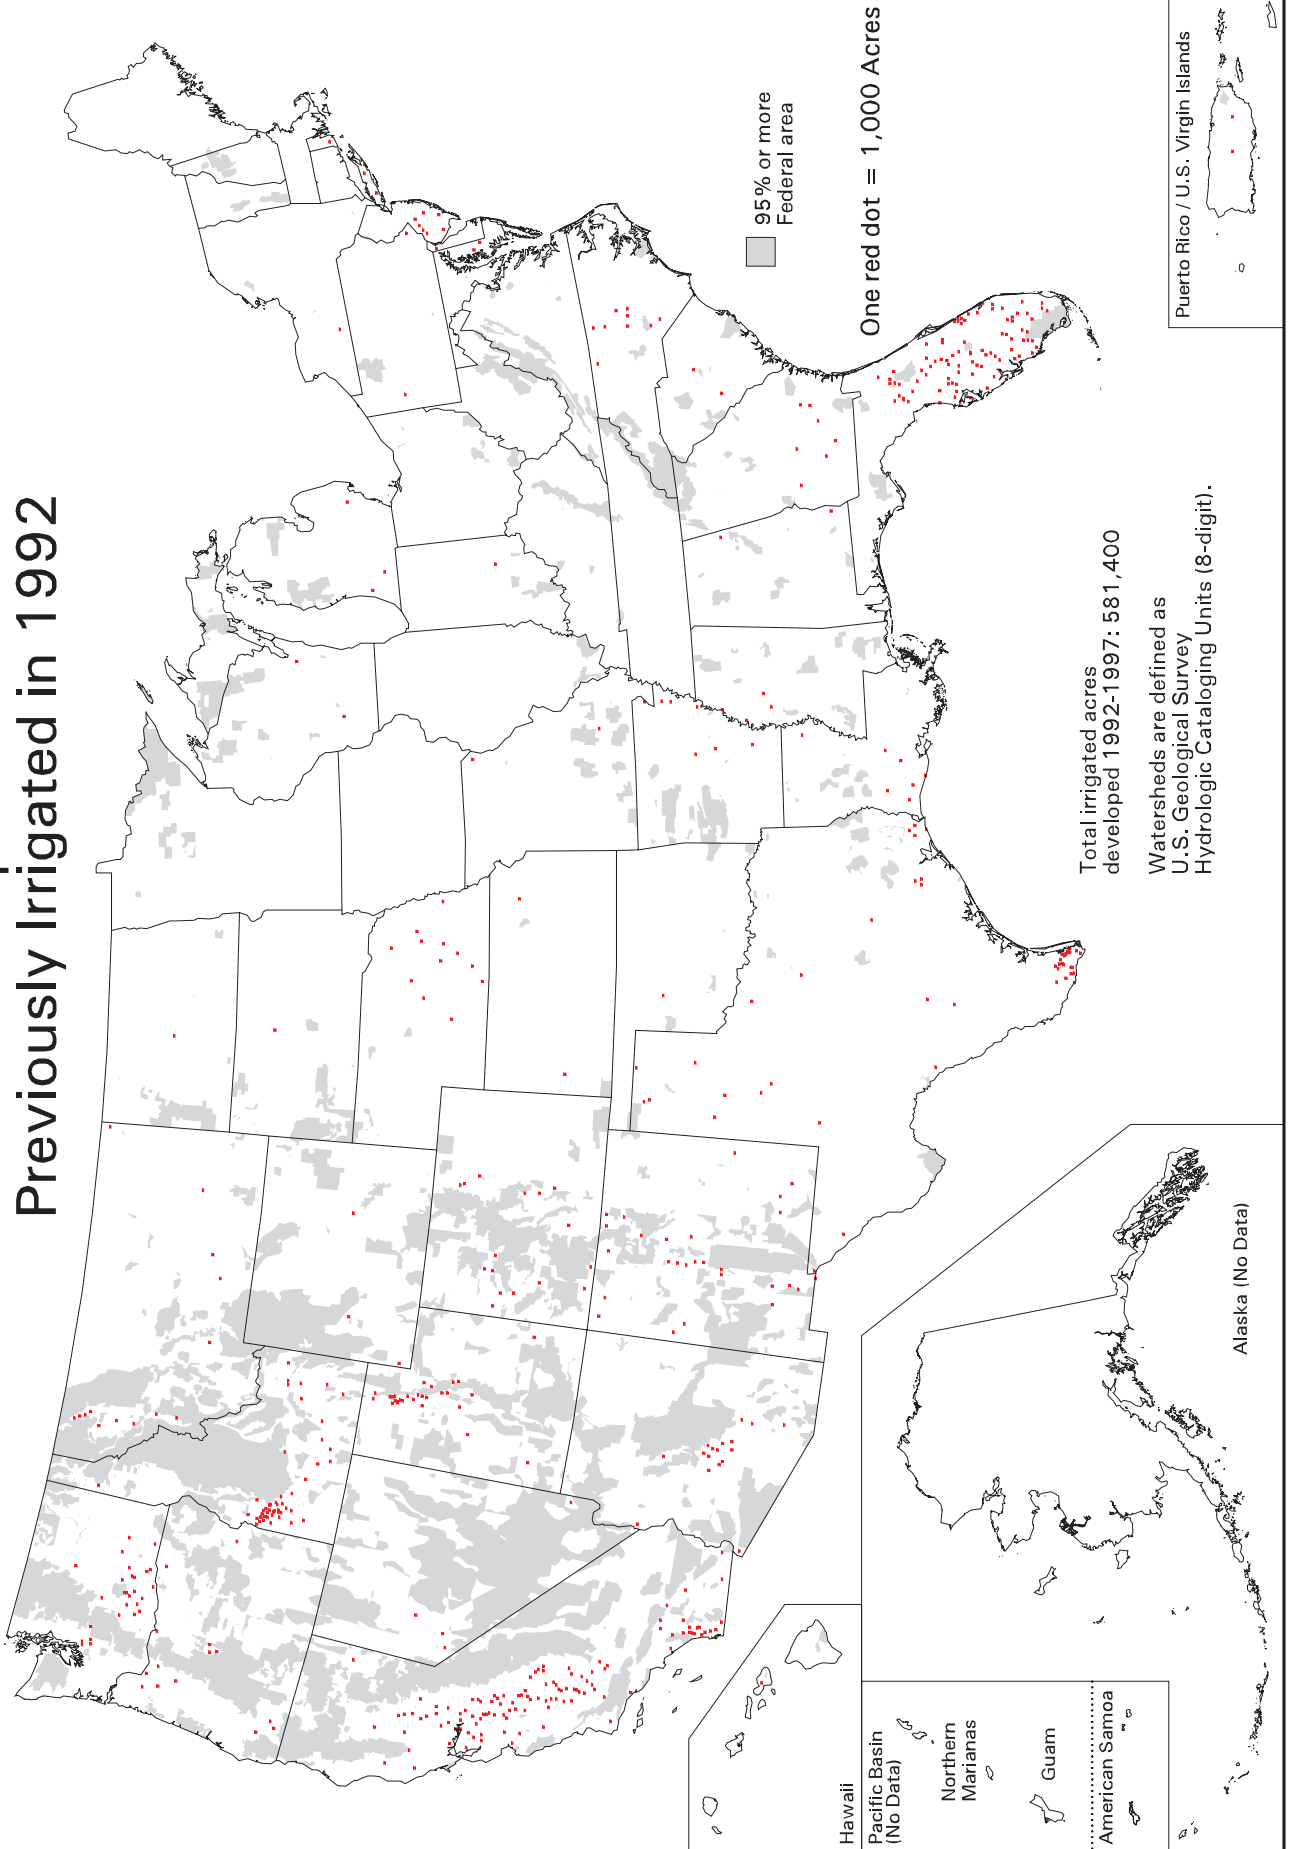 Previously Irrigated in 1992
95% or more
Federal area
One red dot = 1,000 Acres
Puerto Rico / U.S. Virgin Islands
Total irrigated acres
developed 1992-1997: 581,400
Watersheds are defined as
U.S. Geological Survey
Hydrologic Cataloging Units (8-digit).
Alaska (No Data)
Hawaii
Pacific Basin
(No Data)
Northern
Marianas
Guam
American Samoa